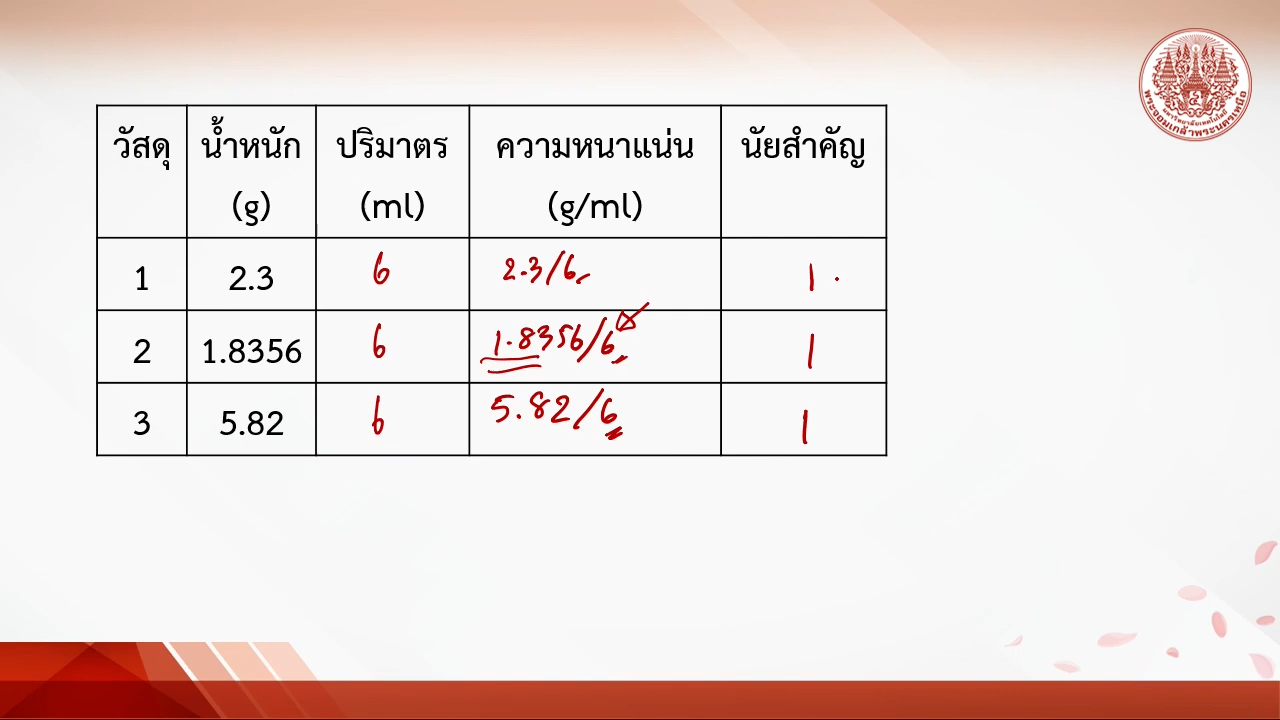 วัสดุ น้ำหนัก ปริมาตร ความหนาแน่น นัยสำคัญ
(g) (ml) (g/ml)
1 2.3 6 2.3/6 1
2 1.8356 6 1.8356/6 1
3 5.82 6 5.82/6 1